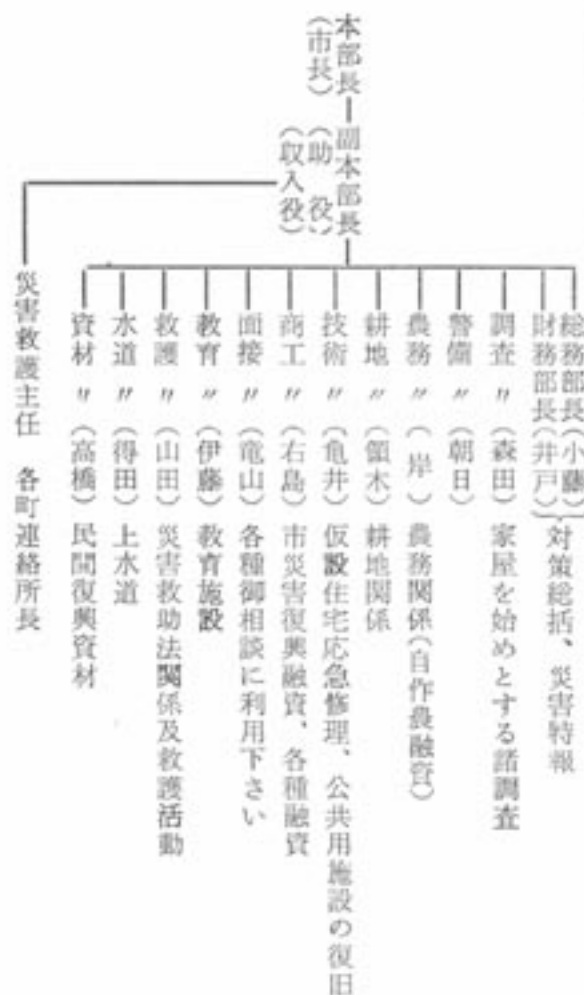 本部長
(市長)
副本部長
(助役)
(収入役)
総務部長(小藤)
財務部長(井戸)
対策総括、災害特報
調査〃(森田)家屋を始めとする諸調査
警備〃(朝日)
農務〃(岸)農務関係(自作農融資)
耕地〃(領木)耕地関係
技術〃(亀井)仮設住宅応急修理、公共用施設の復旧
商工〃(右島)市災害復興融資、各種融資
面接〃(竜山)各種御相談に利用下さい
教育〃(伊藤)教育施設
救護〃(山田)災害救助法関係及救護活動
水道〃(得田)上水道
資材〃(高橋)民間復興資材
災害救護主任 各町連絡所長